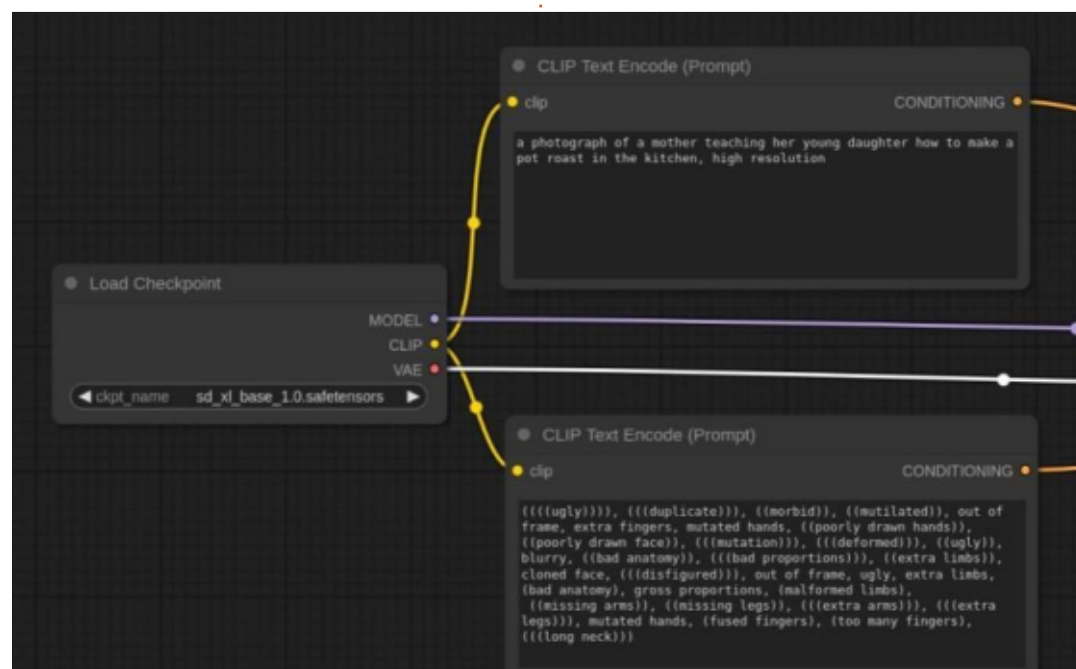 CLIP Text Encode (Prompt)
clip CONDITIONING
a photograph of a mother teaching her young daughter how to make a
pot roast in the kitchen, high resolution
Load Checkpoint
MODEL
CLIP
VAE
ckpt_name sd_xl_base_1.0.safetensors
CLIP Text Encode (Prompt)
clip CONDITIONING
((((ugly)))), (((duplicate))), ((morbid)), ((mutilated)), out of
frame, extra fingers, mutated hands, ((poorly drawn hands)),
((poorly drawn face)), (((mutation))), (((deformed))), ((ugly)),
blurry, ((bad anatomy)), (((bad proportions))), ((extra limbs)),
cloned face, (((disfigured))), out of frame, ugly, extra limbs,
(bad anatomy), gross proportions, (malformed limbs),
((missing arms)), ((missing legs)), (((extra arms))), (((extra
legs))), mutated hands, (fused fingers), (too many fingers),
(((long neck)))